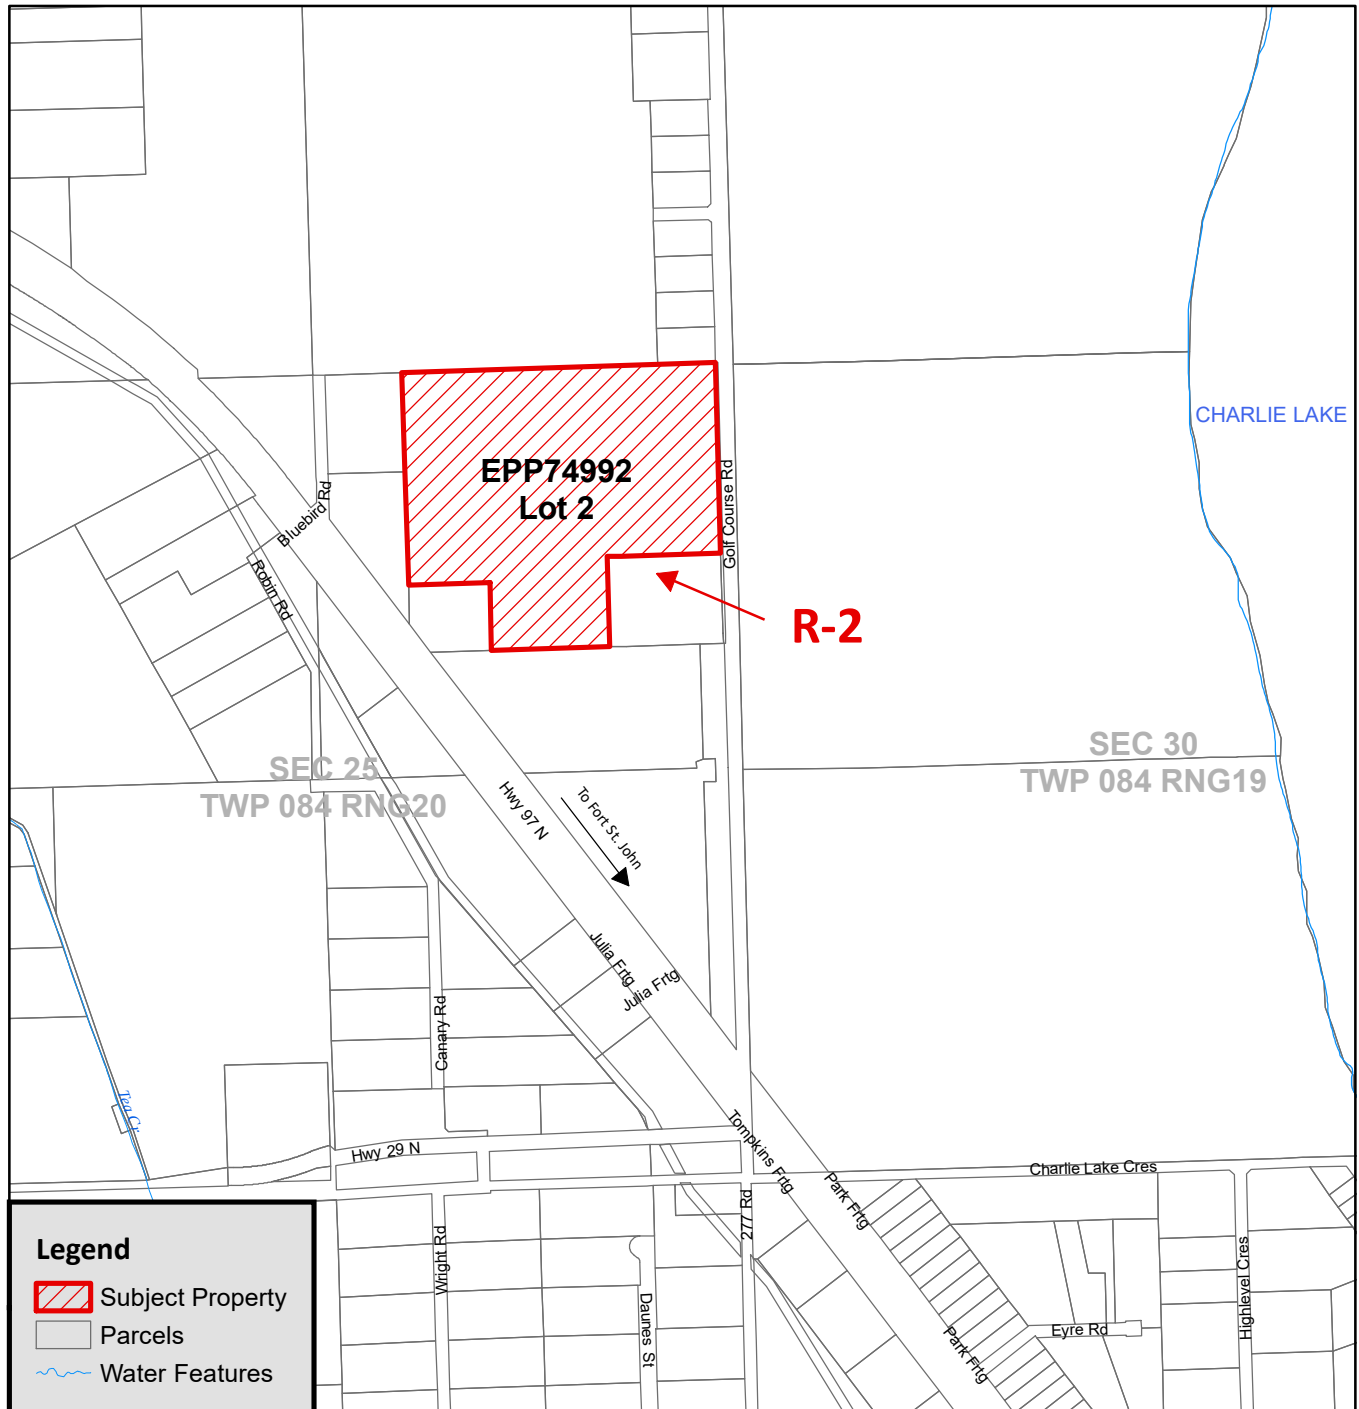 CHARLIE LAKE
EPP74992
Lot 2
Golf Course Rd
Bluebird Rd
Robin Rd
R-2
SEC 25
TWP 084 RNG20
SEC 30
TWP 084 RNG19
Hwy 97 N
To Fort St. John
Julia Frtg
Julia Frtg
Canary Rd
Tea Cr
Hwy 29 N
Tompkins Frtg
Park Frtg
Charlie Lake Cres
277 Rd
Wright Rd
Daunes St
Highlevel Cres
Eyre Rd
Park Frtg
Legend
Subject Property
Parcels
Water Features